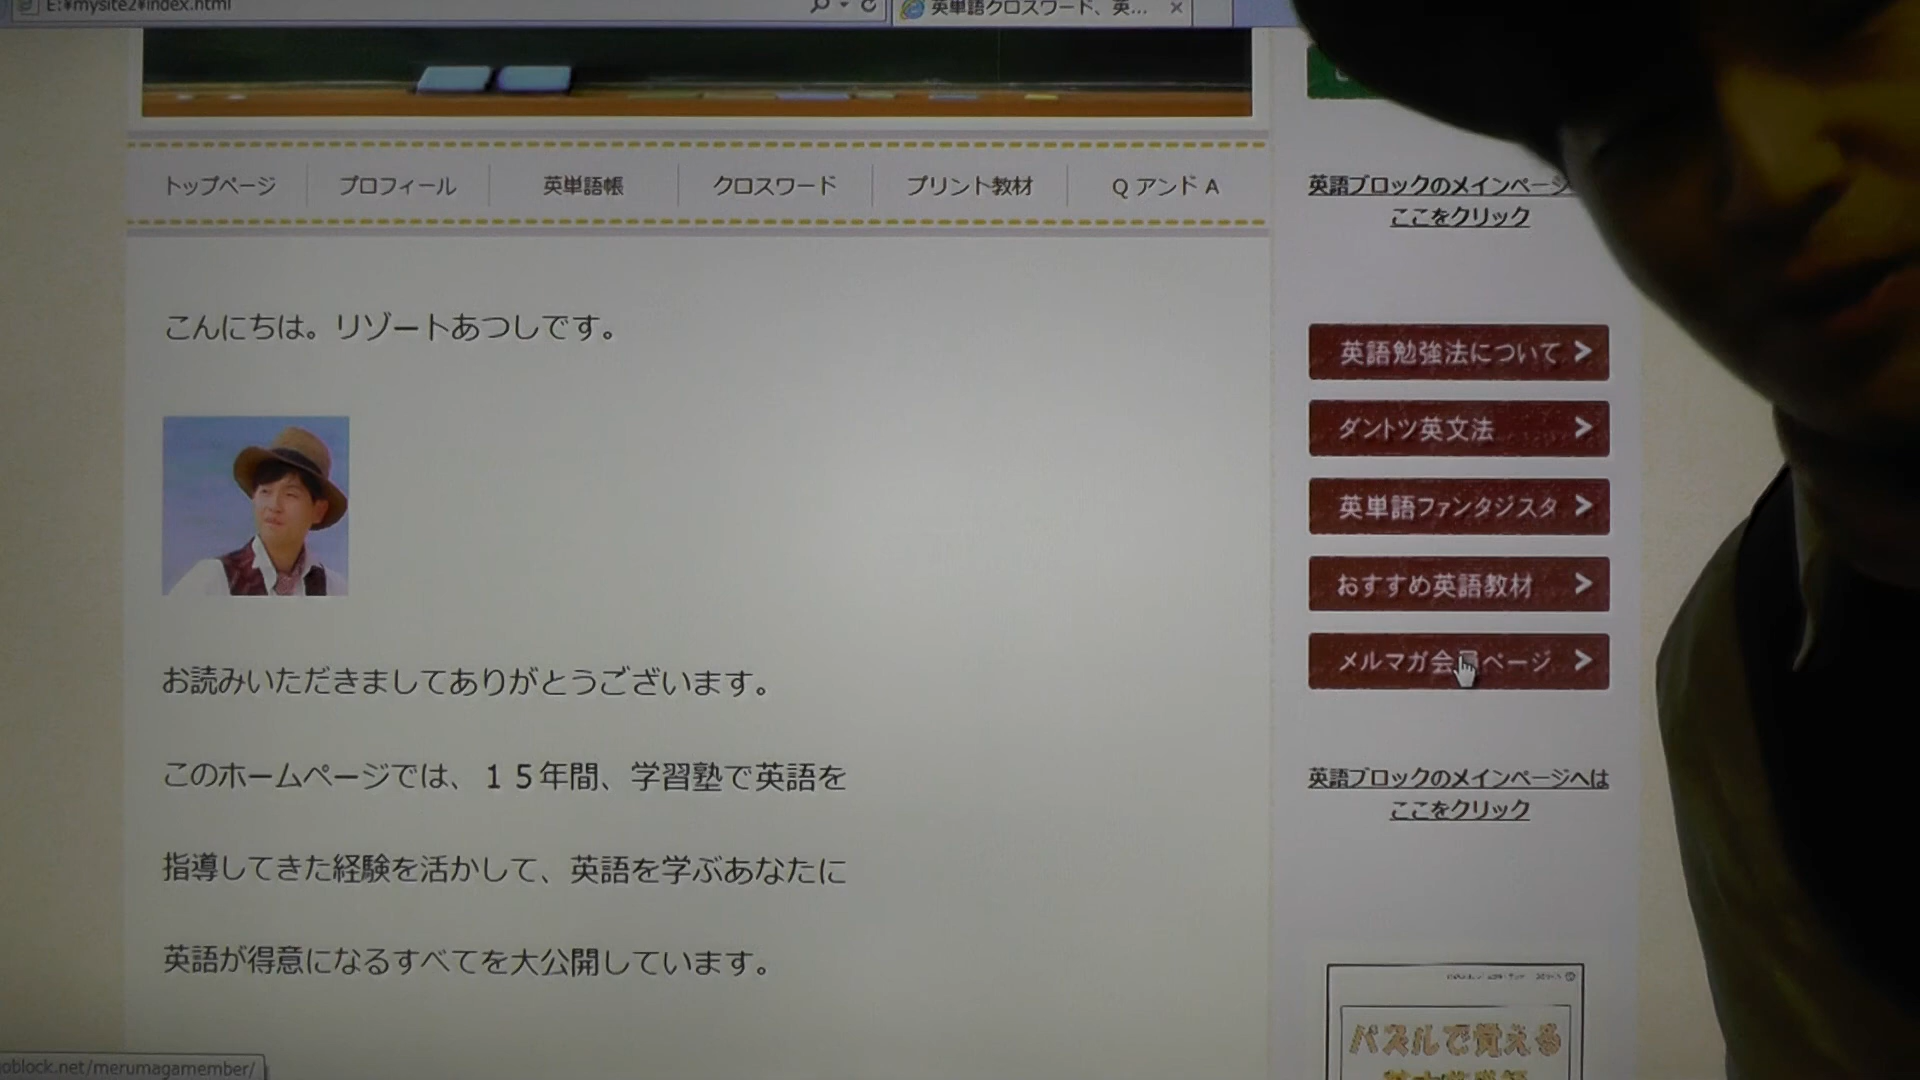 E:¥mysite2¥index.html
英単語クロスワード、英...
トップページ
プロフィール
英単語帳
クロスワード
プリント教材
Q アンド A
こんにちは。リゾートあつしです。
お読みいただきましてありがとうございます。
このホームページでは、１５年間、学習塾で英語を
指導してきた経験を活かして、英語を学ぶあなたに
英語が得意になるすべてを大公開しています。
英語ブロックのメインページ
ここをクリック
英語勉強法について
ダントツ英文法
英単語ファンタジスタ
おすすめ英語教材
メルマガ会員ページ
英語ブロックのメインページへは
ここをクリック
パズルで覚える
oblock.net/merumagamember/